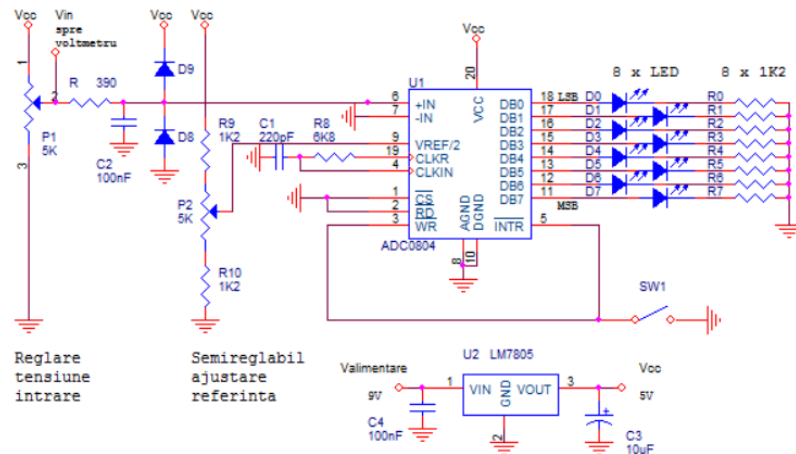 Vcc Vin Vcc Vcc
spre
voltmetru
Vcc
U1
8 x LED 8 x 1K2
1
2
3
R 390
P1
5K
C2
100nF
D9
D8
R9
1K2
P2
5K
R10
1K2
C1
220pF
R8
6K8
20
VCC
6 +IN
7 -IN
9 VREF/2
19 CLKR
4 CLKIN
1 CS
2 RD
3 WR
ADC0804
AGND
DGND
8
10
DB0 18 LSB D0 R0
DB1 17 D1 R1
DB2 16 D2 R2
DB3 15 D3 R3
DB4 14 D4 R4
DB5 13 D5 R5
DB6 12 D6 R6
DB7 11 D7 R7
MSB
INTR 5
SW1
Reglare
tensiune
intrare
Semireglabil
ajustare
referinta
U2 LM7805
Valimentare
9V
1 VIN GND VOUT 3
2
Vcc
5V
C4
100nF
C3
10uF
+